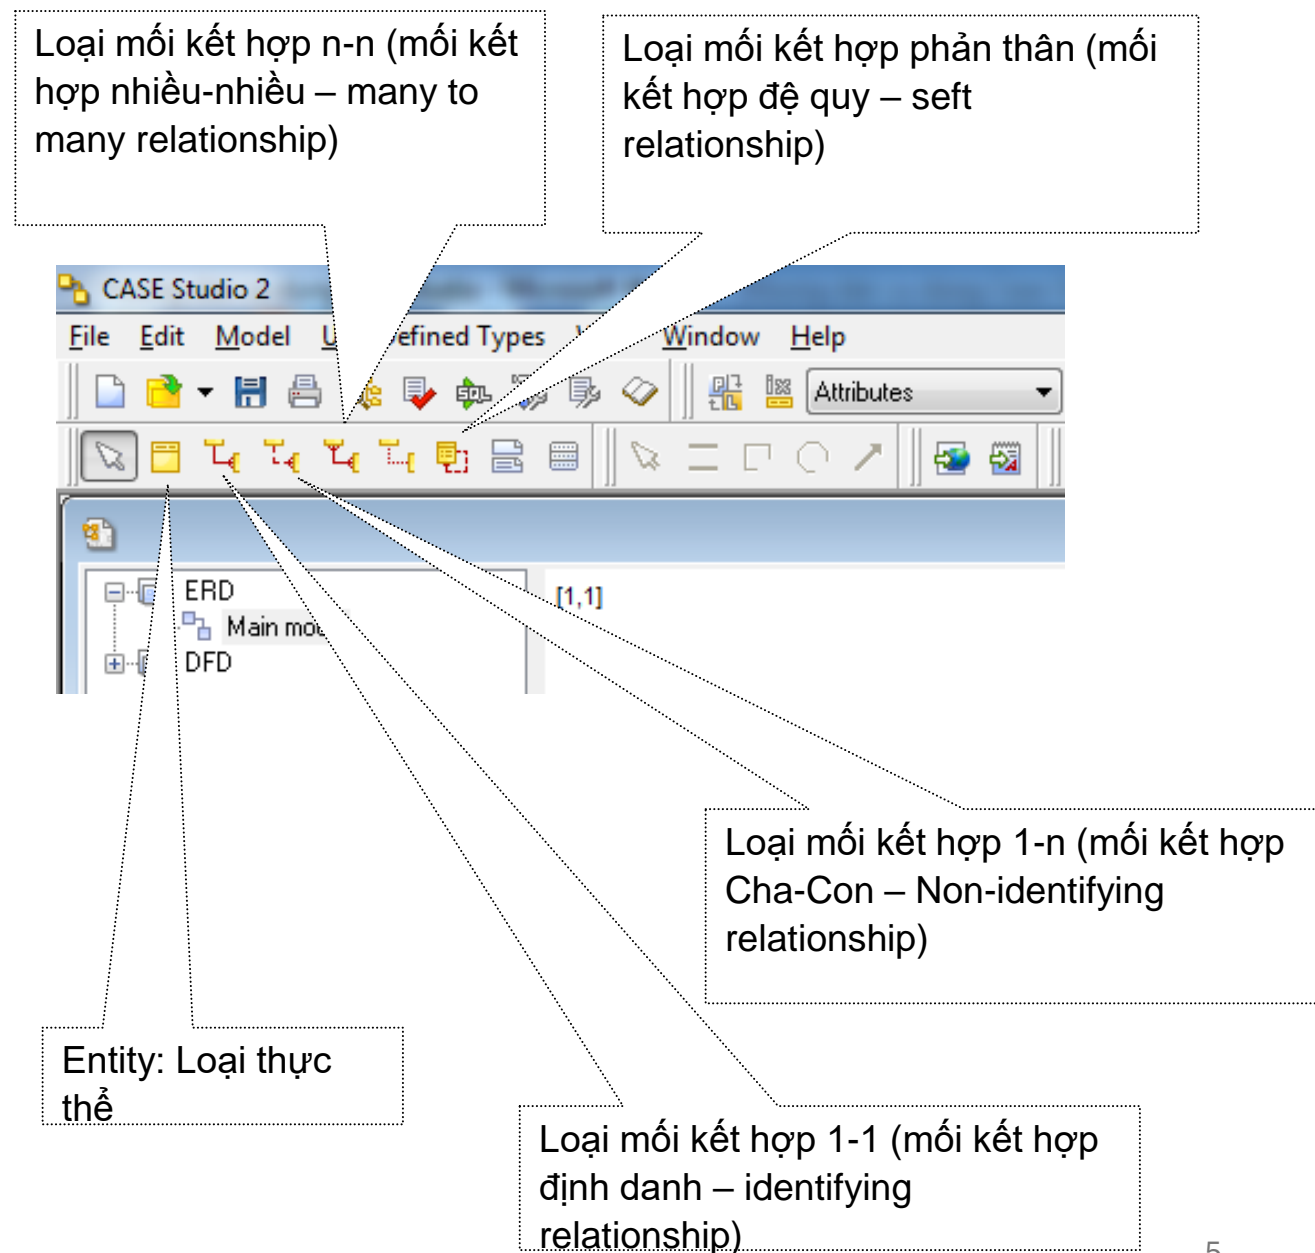 Loại mối kết hợp n-n (mối kết
hợp nhiều-nhiều – many to
many relationship)
Loại mối kết hợp phản thân (mối
kết hợp đệ quy – seft
relationship)
CASE Studio 2
File Edit Model U efined Types Window Help
SQL
Attributes
ERD
Main mo
DFD
[1,1]
Loại mối kết hợp 1-n (mối kết hợp
Cha-Con – Non-identifying
relationship)
Entity: Loại thực
thể
Loại mối kết hợp 1-1 (mối kết hợp
định danh – identifying
relationship)
5